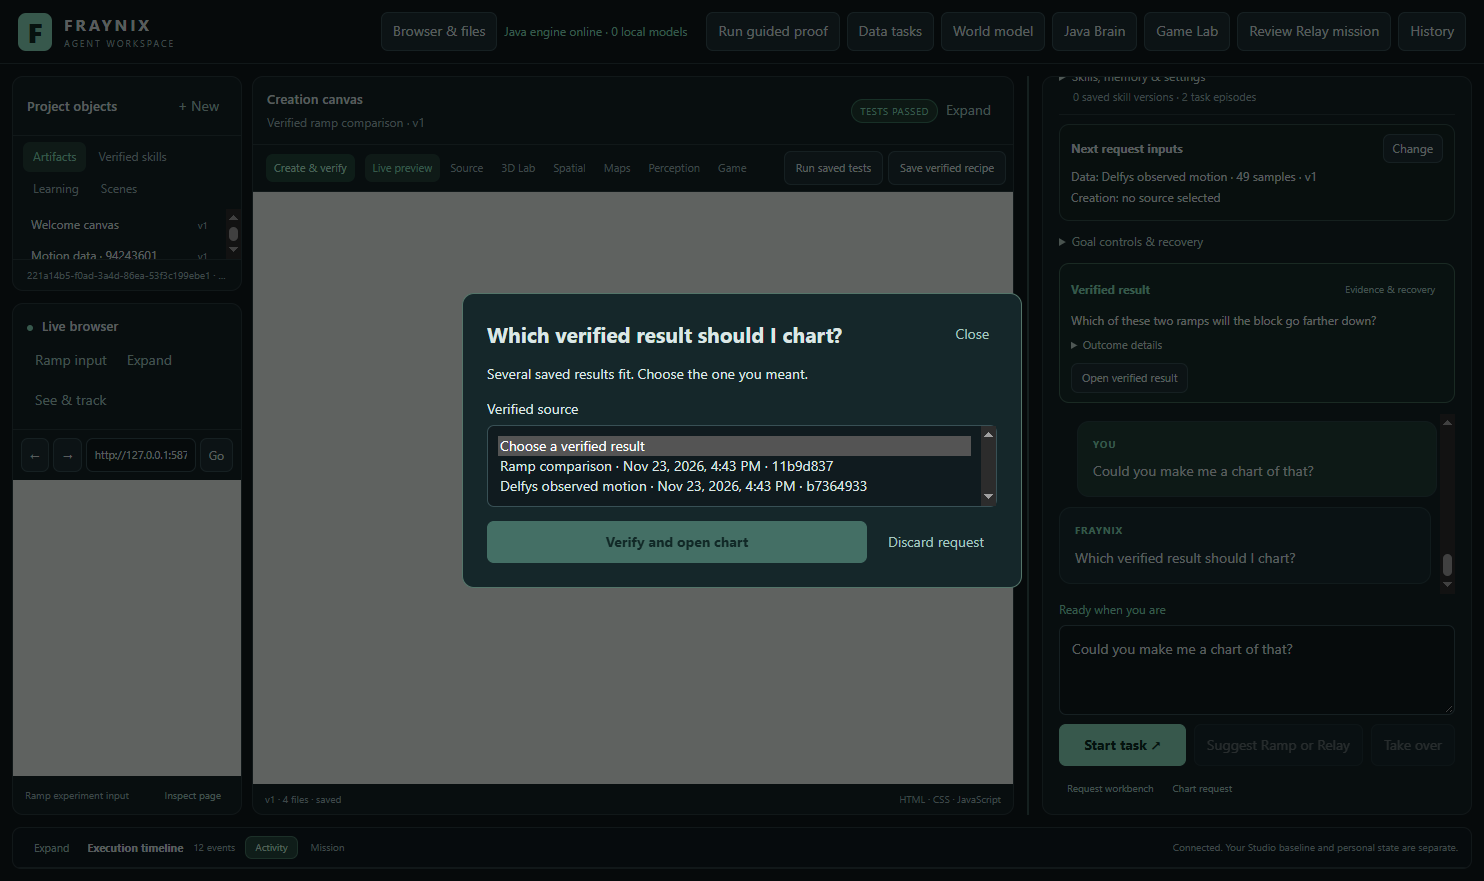 F
FRAYNIX
AGENT WORKSPACE
Browser & files
Java engine online · 0 local models
Run guided proof
Data tasks
World model
Java Brain
Game Lab
Review Relay mission
History
Project objects
+ New
Artifacts
Verified skills
Learning
Scenes
Welcome canvas
v1
Motion data · 94243601
v1
221a14b5-f0ad-3a4d-86ea-53f3c199ebe1 · ...
Live browser
Ramp input
Expand
See & track
←
→
http://127.0.0.1:587
Go
Ramp experiment input
Inspect page
Creation canvas
Verified ramp comparison · v1
TESTS PASSED
Expand
Create & verify
Live preview
Source
3D Lab
Spatial
Maps
Perception
Game
Run saved tests
Save verified recipe
Which verified result should I chart?
Close
Several saved results fit. Choose the one you meant.
Verified source
Choose a verified result
Ramp comparison · Nov 23, 2026, 4:43 PM · 11b9d837
Delfys observed motion · Nov 23, 2026, 4:43 PM · b7364933
Verify and open chart
Discard request
v1 · 4 files · saved
HTML · CSS · JavaScript
Skills, memory & settings
0 saved skill versions · 2 task episodes
Next request inputs
Change
Data: Delfys observed motion · 49 samples · v1
Creation: no source selected
Goal controls & recovery
Verified result
Evidence & recovery
Which of these two ramps will the block go farther down?
Outcome details
Open verified result
YOU
Could you make me a chart of that?
FRAYNIX
Which verified result should I chart?
Ready when you are
Could you make me a chart of that?
Start task ↗
Suggest Ramp or Relay
Take over
Request workbench
Chart request
Expand
Execution timeline
12 events
Activity
Mission
Connected. Your Studio baseline and personal state are separate.